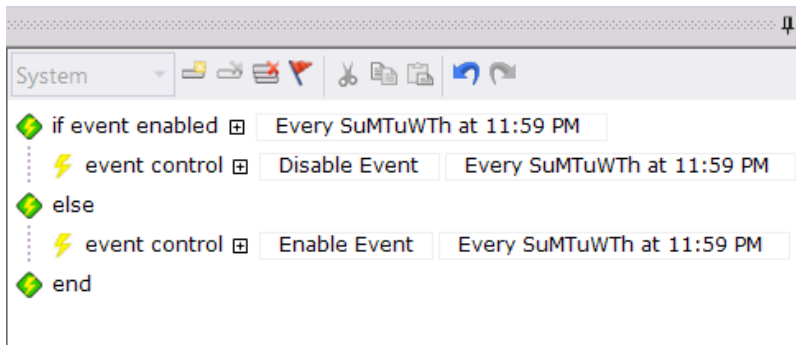 System
if event enabled Every SuMTuWTh at 11:59 PM
event control Disable Event Every SuMTuWTh at 11:59 PM
else
event control Enable Event Every SuMTuWTh at 11:59 PM
end